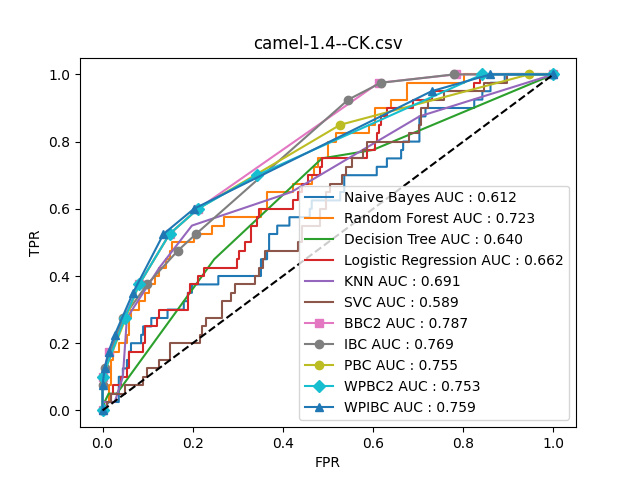 camel-1.4--CK.csv
TPR
1.0
0.8
0.6
0.4
0.2
0.0
Naive Bayes AUC : 0.612
Random Forest AUC : 0.723
Decision Tree AUC : 0.640
Logistic Regression AUC : 0.662
KNN AUC : 0.691
SVC AUC : 0.589
BBC2 AUC : 0.787
IBC AUC : 0.769
PBC AUC : 0.755
WPBC2 AUC : 0.753
WPIBC AUC : 0.759
0.0 0.2 0.4 0.6 0.8 1.0
FPR